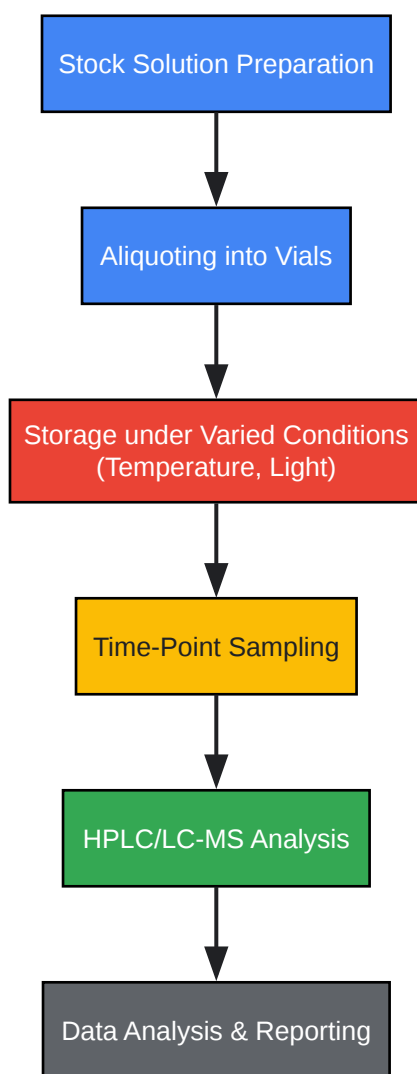 Stock Solution Preparation
Aliquoting into Vials
Storage under Varied Conditions
(Temperature, Light)
Time-Point Sampling
HPLC/LC-MS Analysis
Data Analysis & Reporting